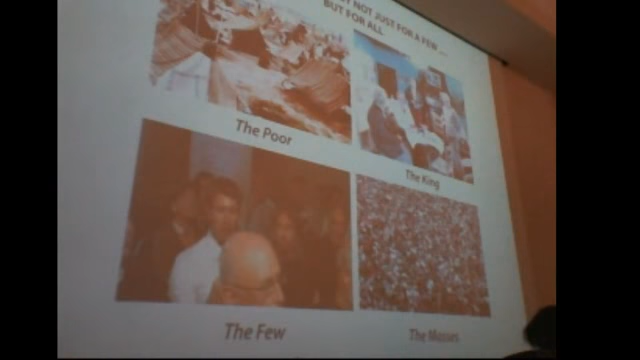 NOT JUST FOR A FEW ...
BUT FOR ALL
The Poor
The King
The Few
The Masses